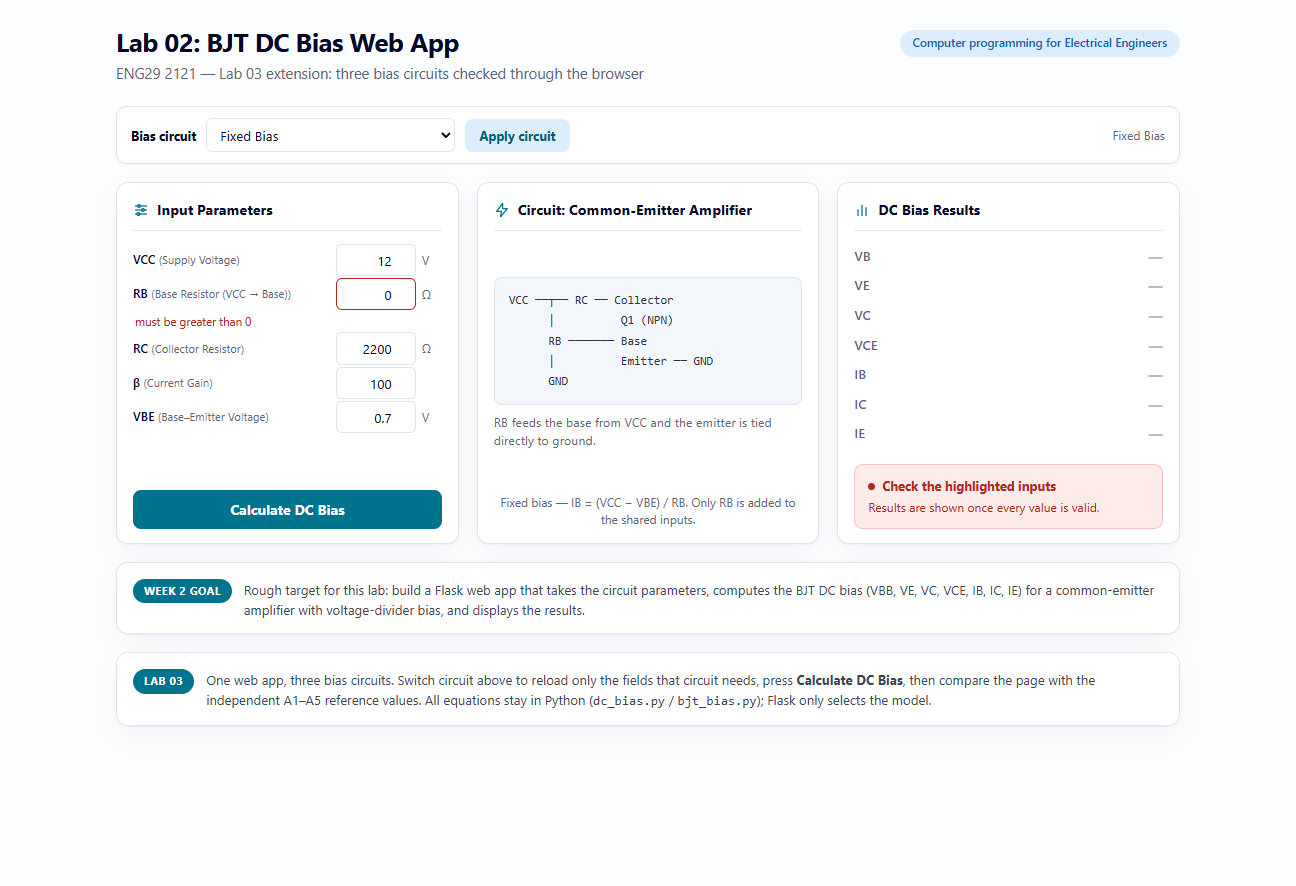 Lab 02: BJT DC Bias Web App
Computer programming for Electrical Engineers
ENG29 2121 — Lab 03 extension: three bias circuits checked through the browser
Bias circuit
Fixed Bias
Apply circuit
Fixed Bias
Input Parameters
VCC (Supply Voltage) 12 V
RB (Base Resistor (VCC → Base)) 0 Ω
must be greater than 0
RC (Collector Resistor) 2200 Ω
β (Current Gain) 100
VBE (Base–Emitter Voltage) 0.7 V
Calculate DC Bias
Circuit: Common-Emitter Amplifier
VCC ──┬── RC ── Collector
│ Q1 (NPN)
RB ─────── Base
│ Emitter ── GND
GND
RB feeds the base from VCC and the emitter is tied
directly to ground.
Fixed bias — IB = (VCC − VBE) / RB. Only RB is added to
the shared inputs.
DC Bias Results
VB —
VE —
VC —
VCE —
IB —
IC —
IE —
Check the highlighted inputs
Results are shown once every value is valid.
WEEK 2 GOAL
Rough target for this lab: build a Flask web app that takes the circuit parameters, computes the BJT DC bias (VBB, VE, VC, VCE, IB, IC, IE) for a common-emitter
amplifier with voltage-divider bias, and displays the results.
LAB 03
One web app, three bias circuits. Switch circuit above to reload only the fields that circuit needs, press Calculate DC Bias, then compare the page with the
independent A1–A5 reference values. All equations stay in Python (dc_bias.py / bjt_bias.py); Flask only selects the model.